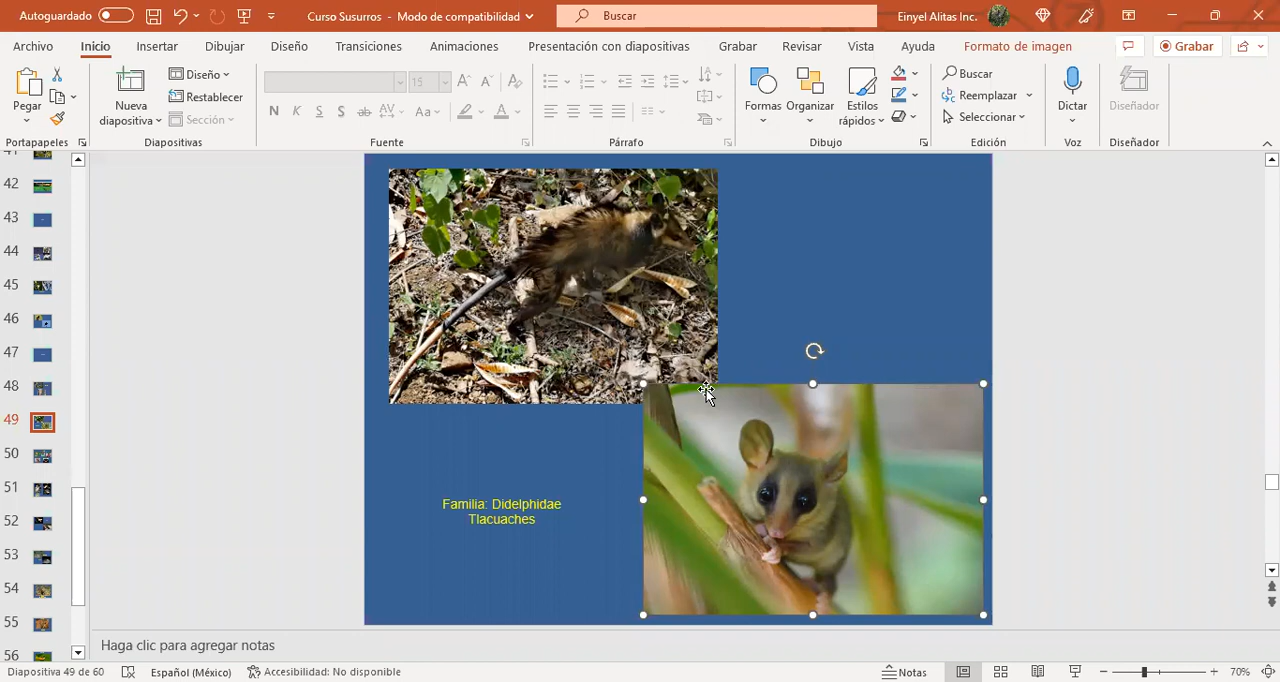 Autoguardado
Curso Susurros - Modo de compatibilidad
Buscar
Einyel Alitas Inc.
Archivo
Inicio
Insertar
Dibujar
Diseño
Transiciones
Animaciones
Presentación con diapositivas
Grabar
Revisar
Vista
Ayuda
Formato de imagen
Grabar
Pegar
Nueva
diapositiva
Diseño
Restablecer
Sección
15
N K S S ab AV Aa A
Formas
Organizar
Estilos
rápidos
Buscar
Reemplazar
Seleccionar
Dictar
Diseñador
Portapapeles
Diapositivas
Fuente
Párrafo
Dibujo
Edición
Voz
Diseñador
42
43
44
45
46
47
48
49
50
51
52
53
54
55
56
Familia: Didelphidae
Tlacuaches
Haga clic para agregar notas
Diapositiva 49 de 60
Español (México)
Accesibilidad: No disponible
Notas
70%